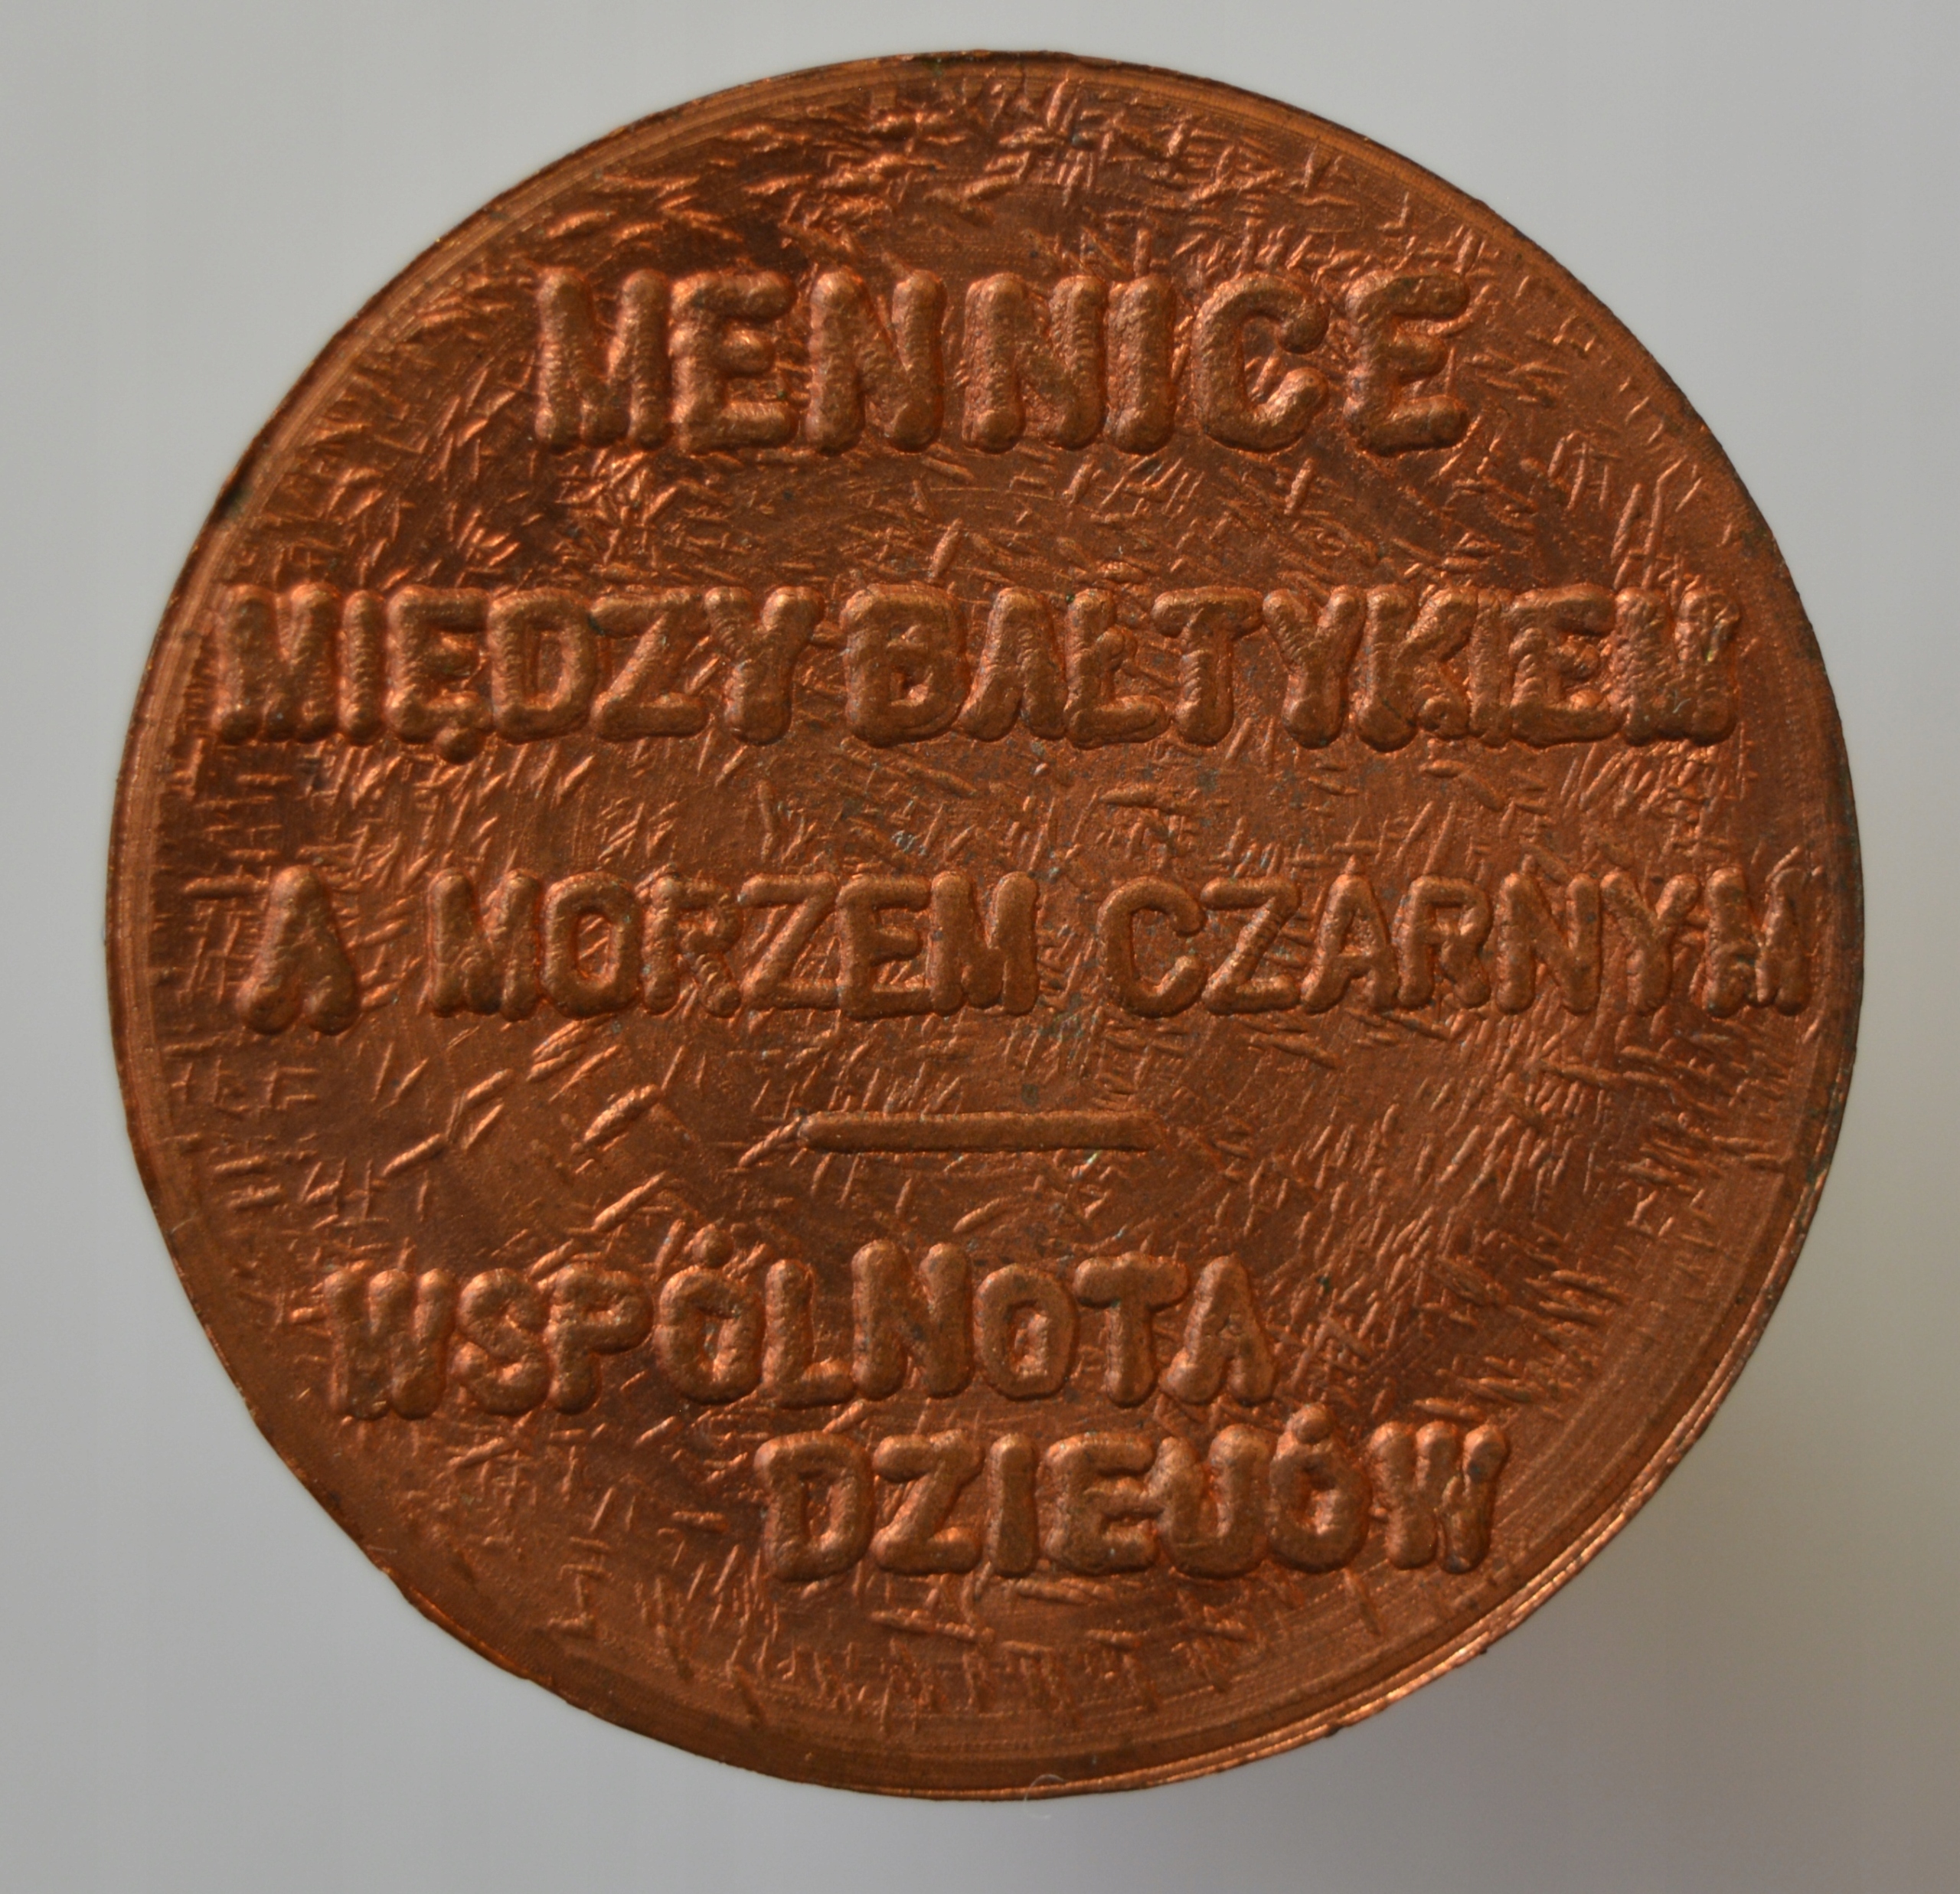 MENNICE
MIĘDZY BAŁTYKIEM
A MORZEM CZARNYM
WSPÓLNOTA
DZIEJÓW